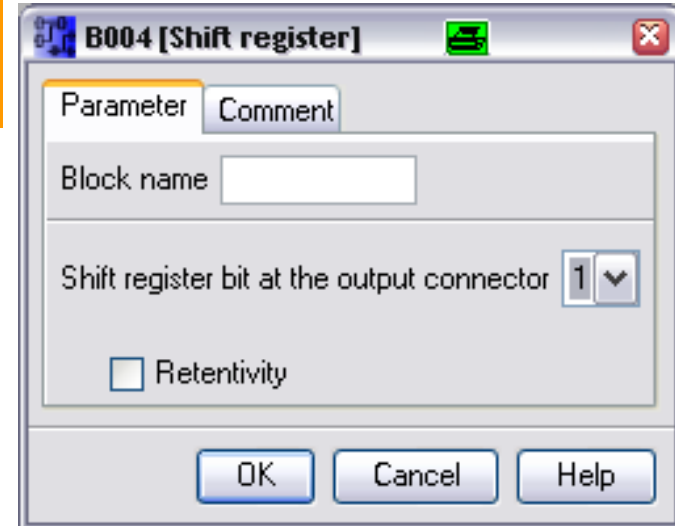 B004 [Shift register]
Parameter Comment
Block name
Shift register bit at the output connector 1
Retentivity
OK Cancel Help